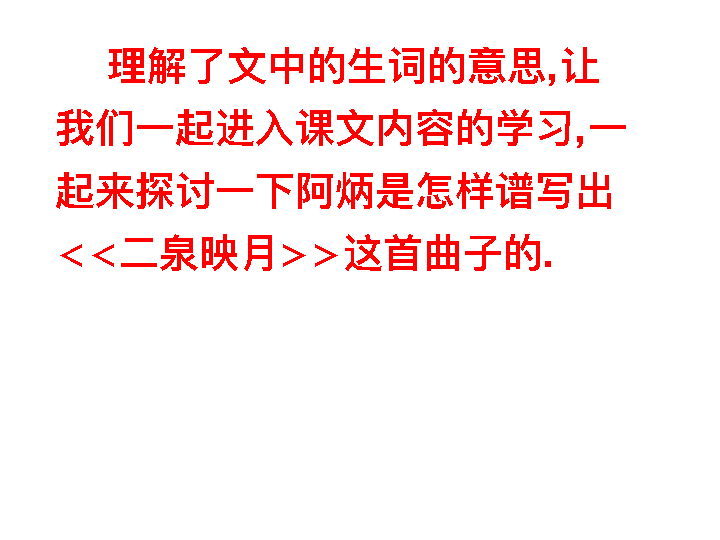 理解了文中的生词的意思,让
我们一起进入课文内容的学习,一
起来探讨一下阿炳是怎样谱写出
<<二泉映月>>这首曲子的.